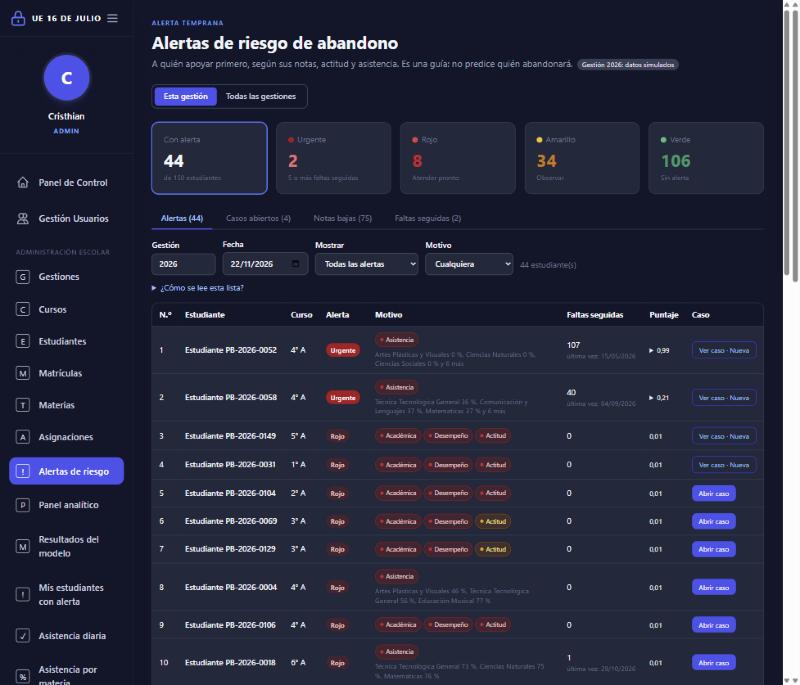 UE 16 DE JULIO
C
Cristhian
ADMIN
Panel de Control
Gestión Usuarios
ADMINISTRACIÓN ESCOLAR
G Gestiones
C Cursos
E Estudiantes
M Matrículas
T Materias
A Asignaciones
! Alertas de riesgo
P Panel analítico
M Resultados del
modelo
! Mis estudiantes
con alerta
✓ Asistencia diaria
% Asistencia por
materia
ALERTA TEMPRANA
Alertas de riesgo de abandono
A quién apoyar primero, según sus notas, actitud y asistencia. Es una guía: no predice quién abandonará. Gestión 2026: datos simulados
Esta gestión Todas las gestiones
Con alerta
44
de 150 estudiantes
Urgente
2
5 o más faltas seguidas
Rojo
8
Atender pronto
Amarillo
34
Observar
Verde
106
Sin alerta
Alertas (44) Casos abiertos (4) Notas bajas (75) Faltas seguidas (2)
Gestión Fecha Mostrar Motivo
2026 22/11/2026 Todas las alertas Cualquiera 44 estudiante(s)
▶ ¿Cómo se lee esta lista?
N.º Estudiante Curso Alerta Motivo Faltas seguidas Puntaje Caso
1 Estudiante PB-2026-0052 4° A Urgente Asistencia 107 ▶ 0,99 Ver caso · Nueva
Artes Plásticas y Visuales 0 %, Ciencias Naturales 0 %, última vez: 15/05/2026
Ciencias Sociales 0 % y 6 más
2 Estudiante PB-2026-0058 4° A Urgente Asistencia 40 ▶ 0,21 Ver caso · Nueva
Técnica Tecnológica General 36 %, Comunicación y última vez: 04/09/2026
Lenguajes 37 %, Matemáticas 37 % y 6 más
3 Estudiante PB-2026-0149 5° A Rojo Académica Desempeño Actitud 0 0,01 Ver caso · Nueva
4 Estudiante PB-2026-0031 1° A Rojo Académica Desempeño Actitud 0 0,01 Ver caso · Nueva
5 Estudiante PB-2026-0104 2° A Rojo Académica Desempeño Actitud 0 0,01 Abrir caso
6 Estudiante PB-2026-0069 3° A Rojo Académica Desempeño Actitud 0 0,01 Abrir caso
7 Estudiante PB-2026-0129 3° A Rojo Académica Desempeño Actitud 0 0,01 Abrir caso
8 Estudiante PB-2026-0004 4° A Rojo Asistencia 0 0,01 Abrir caso
Artes Plásticas y Visuales 46 %, Técnica Tecnológica
General 56 %, Educación Musical 77 %
9 Estudiante PB-2026-0106 4° A Rojo Académica Desempeño Actitud 0 0,01 Abrir caso
10 Estudiante PB-2026-0018 6° A Rojo Asistencia 1 0,01 Abrir caso
Técnica Tecnológica General 73 %, Ciencias Naturales 75 última vez: 20/10/2026
%, Matemáticas 76 %